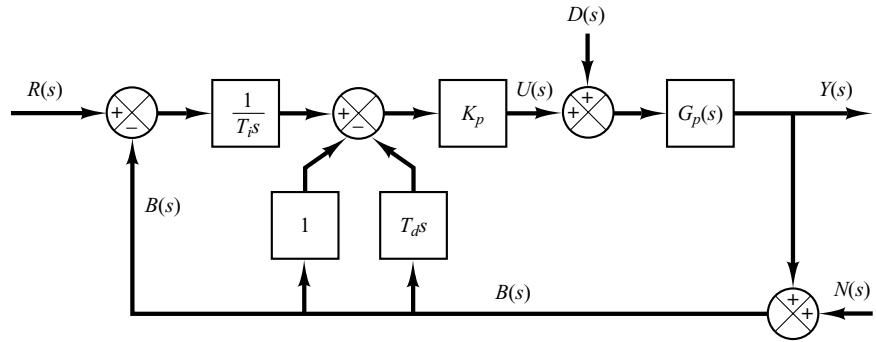 D(s)
R(s)
+
−
1
T_i s
+
−
K_p
U(s)
+
+
G_p(s)
Y(s)
B(s)
1
T_d s
B(s)
+
+
N(s)